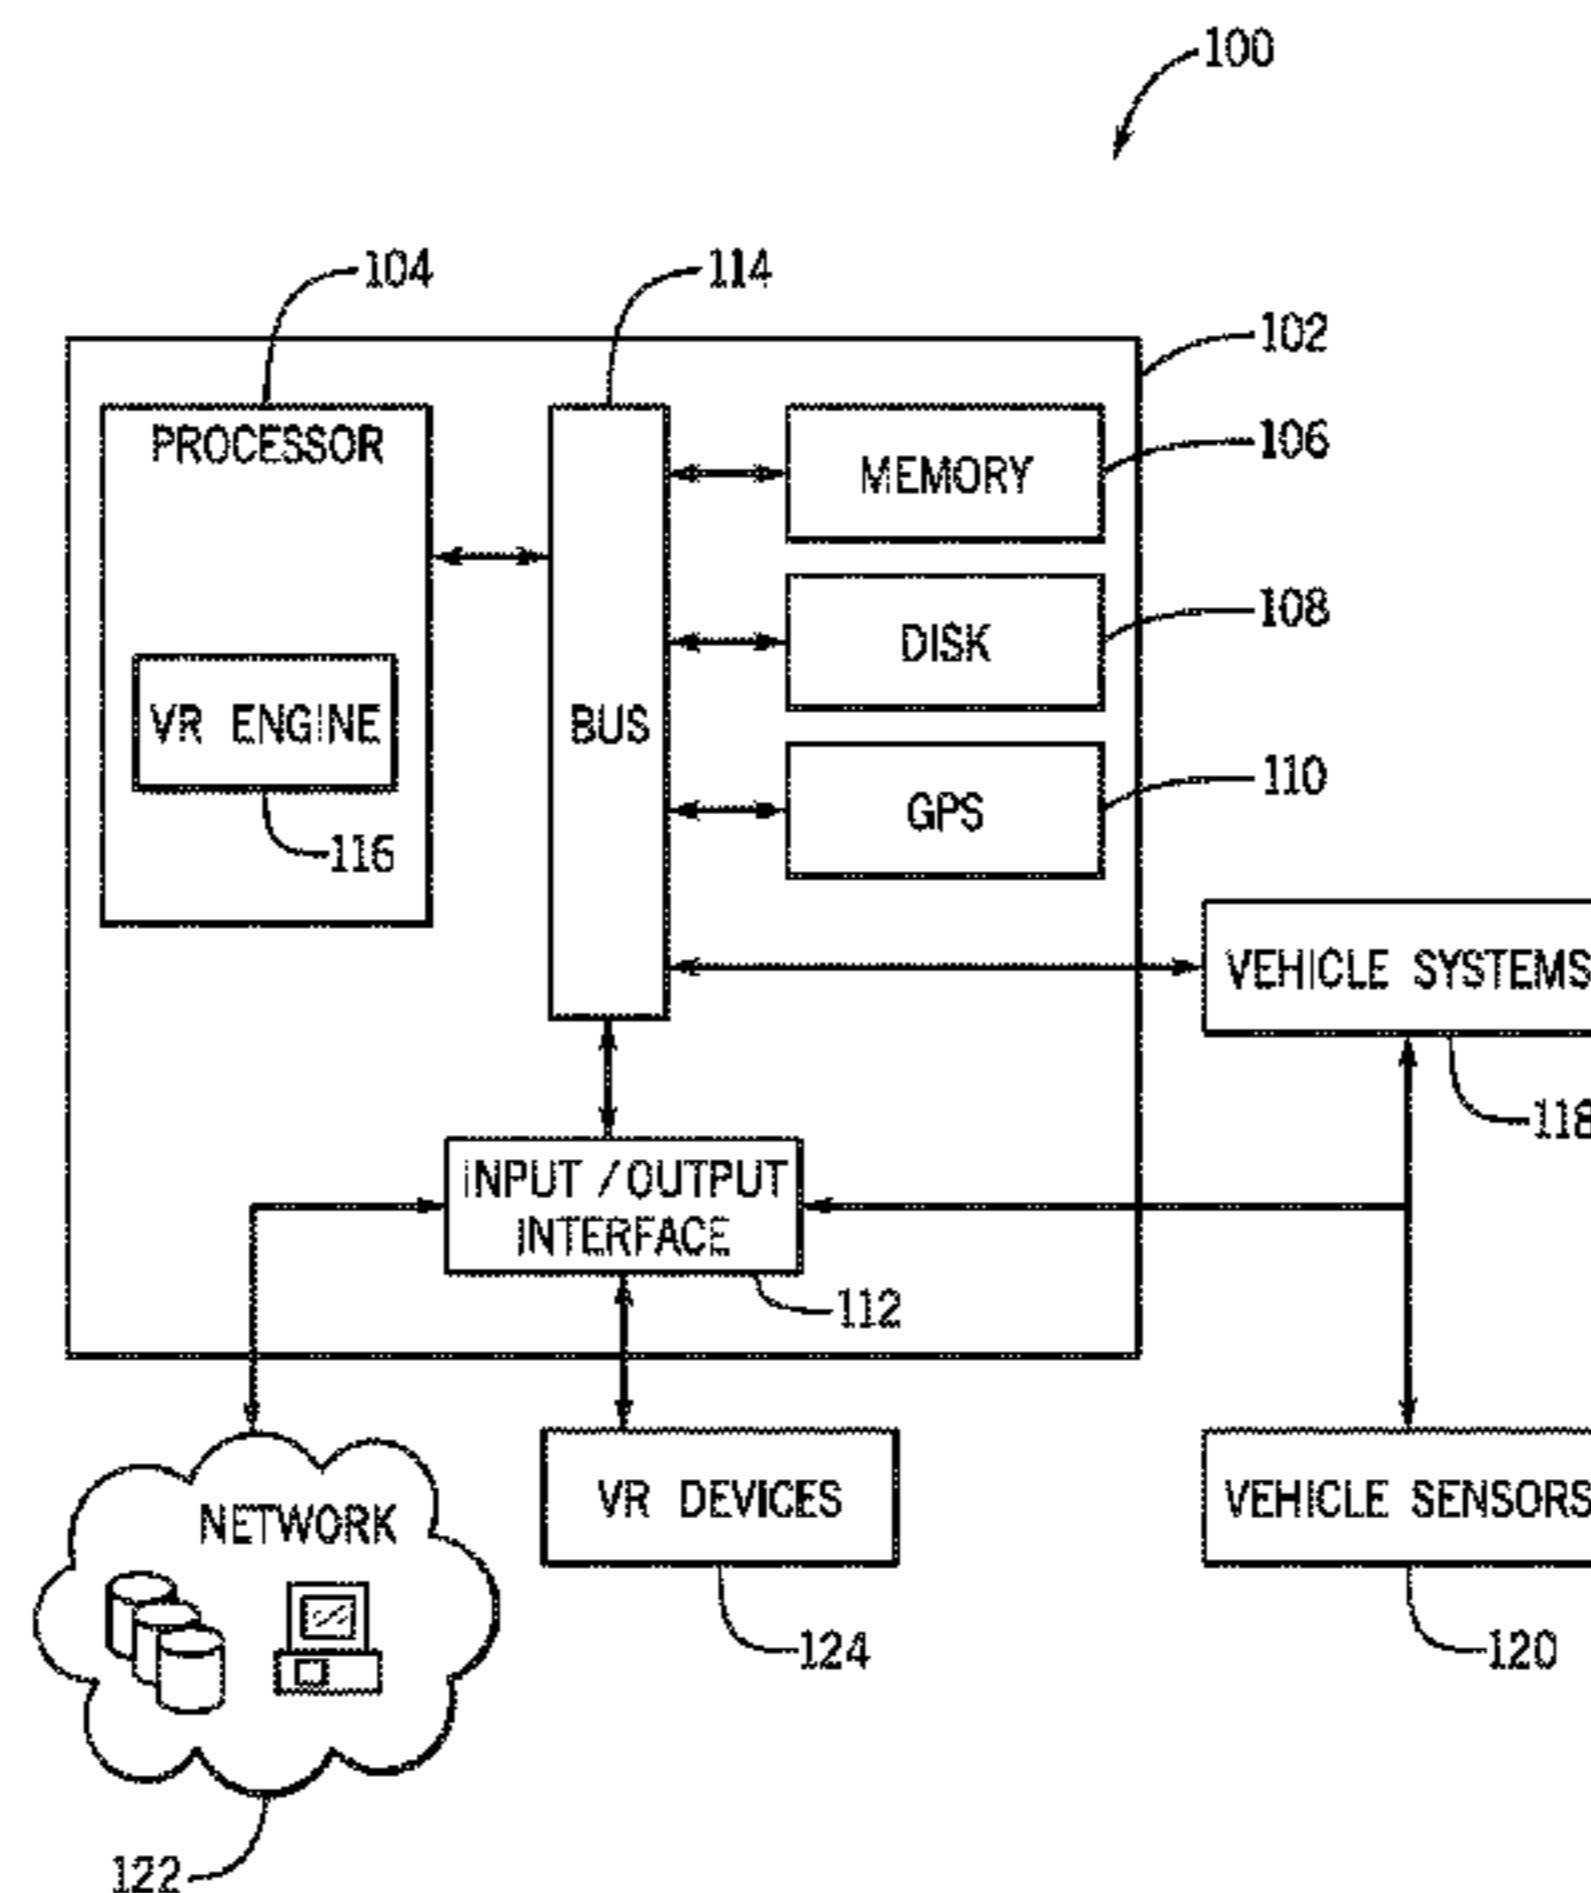 100
104
114
102
PROCESSOR
106
MEMORY
108
DISK
VR ENGINE
BUS
110
GPS
116
VEHICLE SYSTEMS
118
INPUT / OUTPUT
INTERFACE
112
NETWORK
VR DEVICES
VEHICLE SENSORS
124
120
122